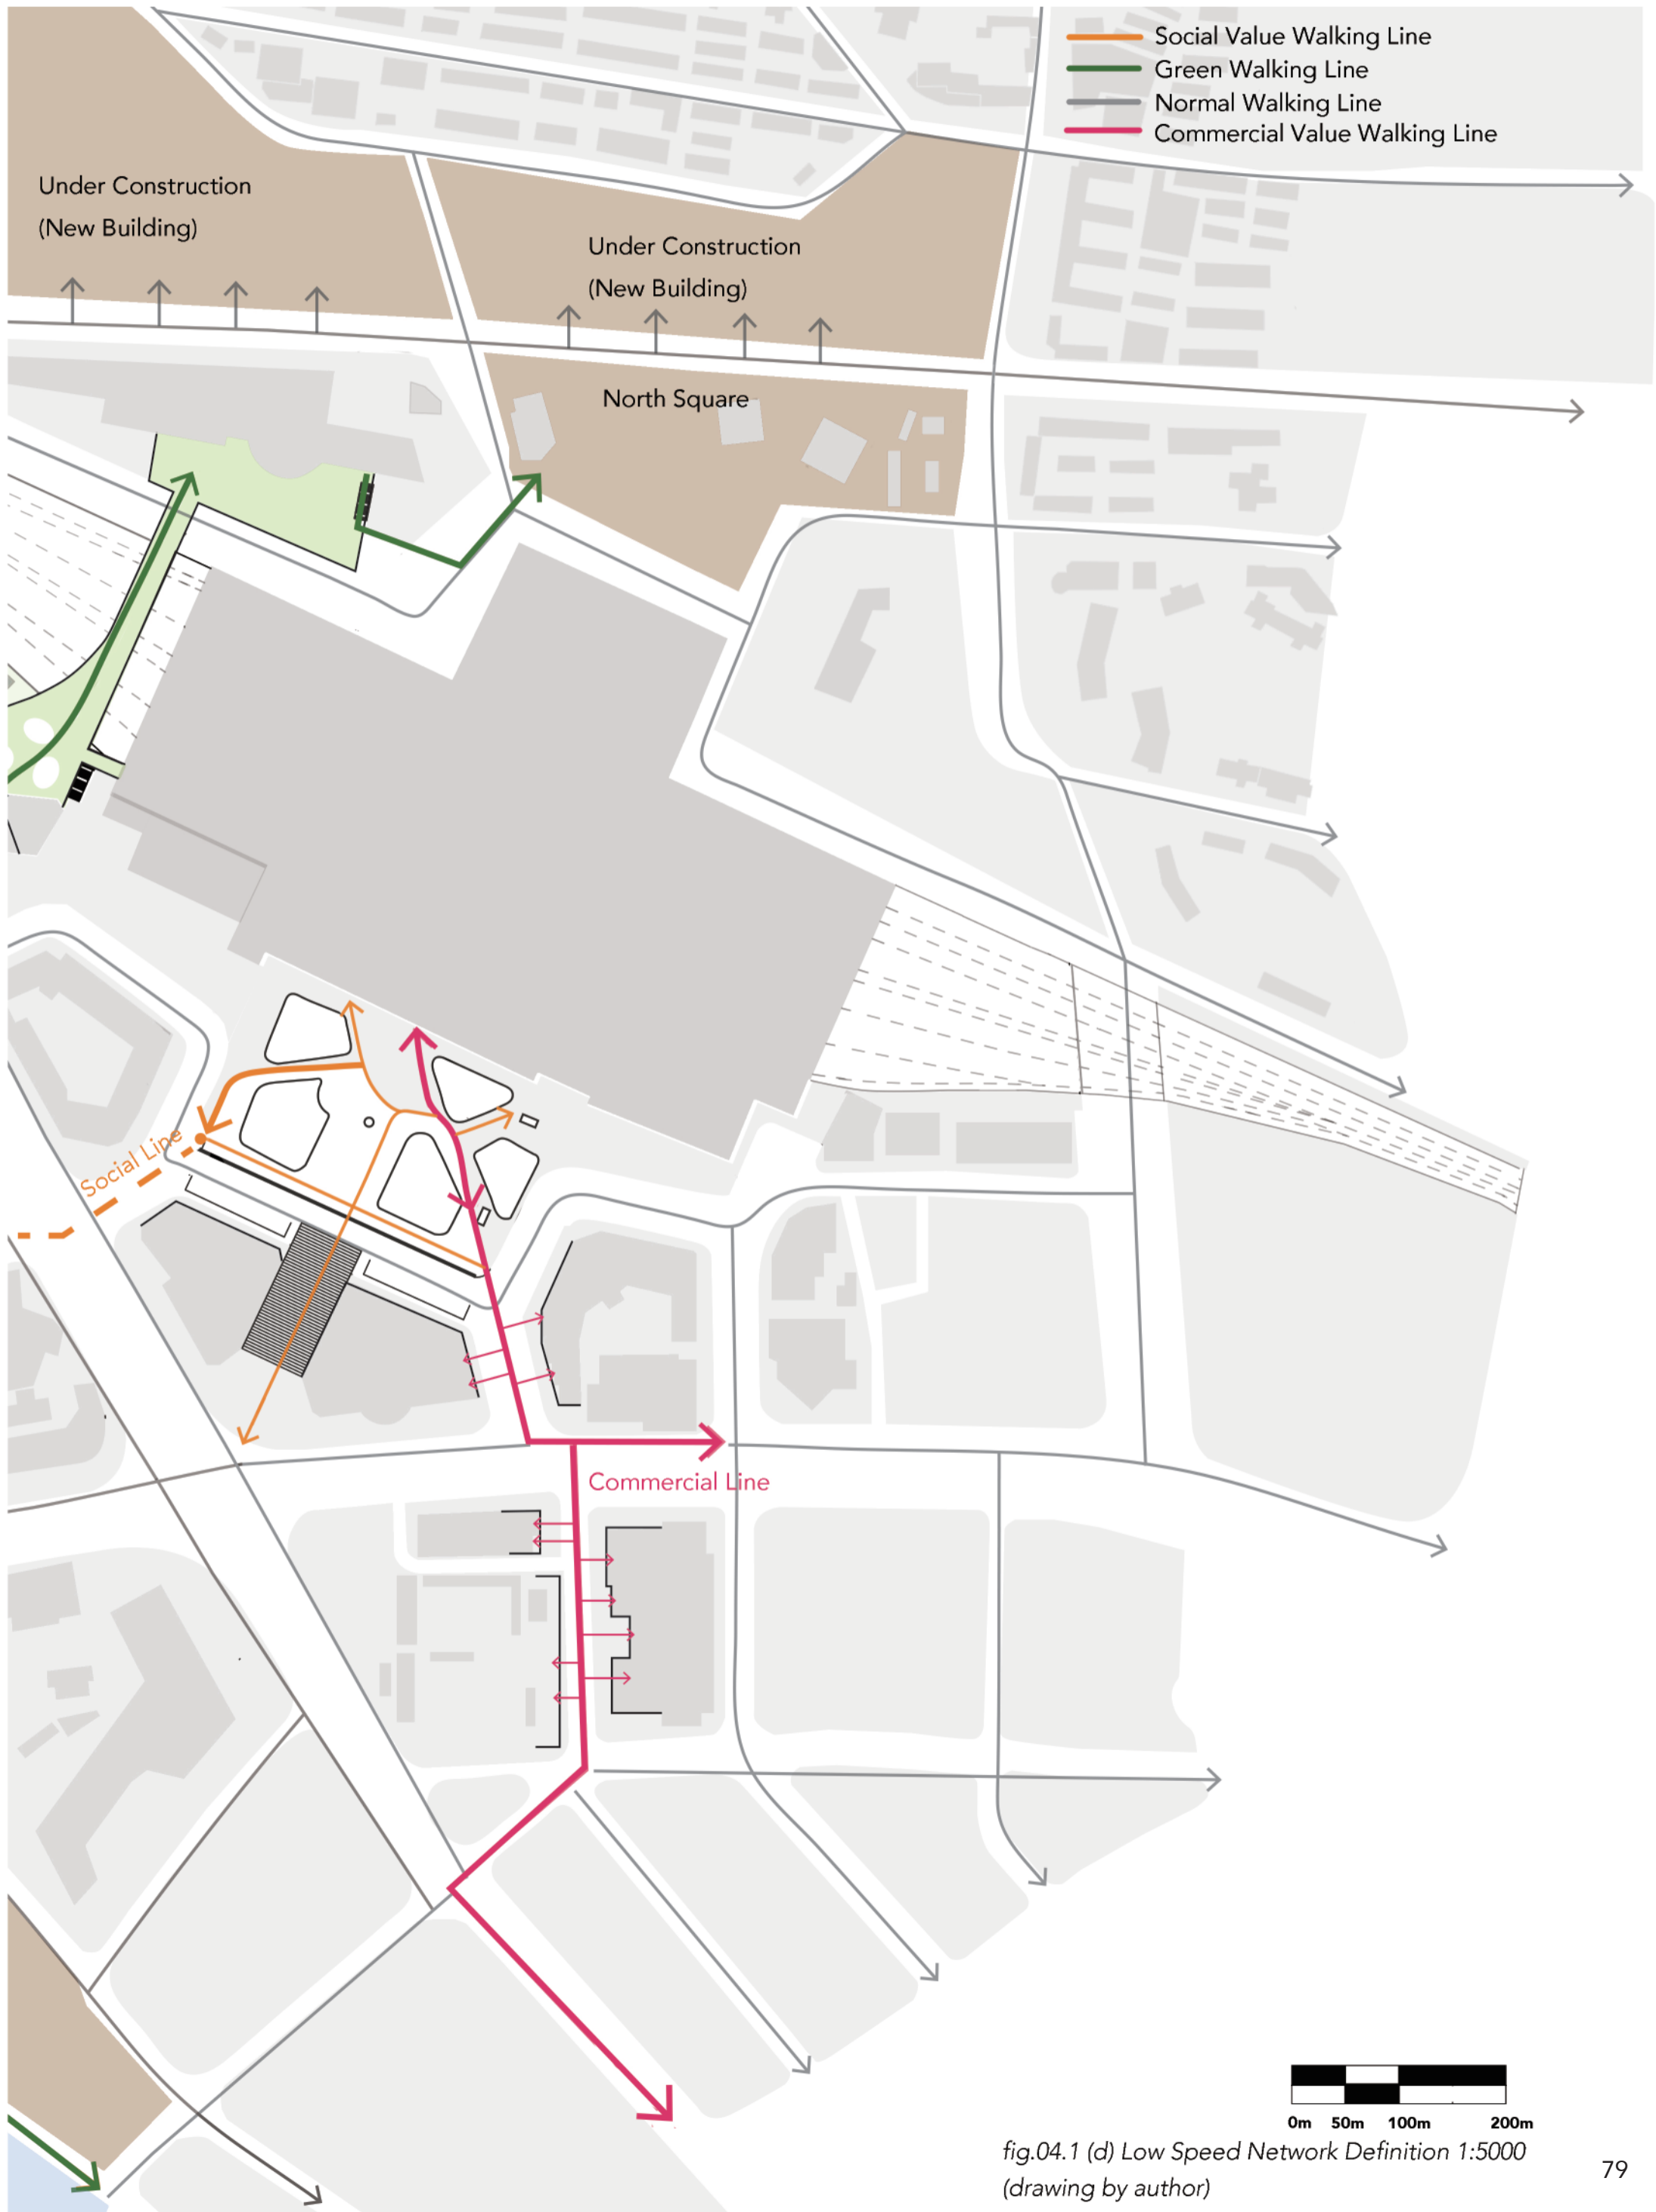 Social Value Walking Line
Green Walking Line
Normal Walking Line
Commercial Value Walking Line
Under Construction
(New Building)
Under Construction
(New Building)
North Square
Social Line
Commercial Line
0m 50m 100m 200m
fig.04.1 (d) Low Speed Network Definition 1:5000
(drawing by author)
79